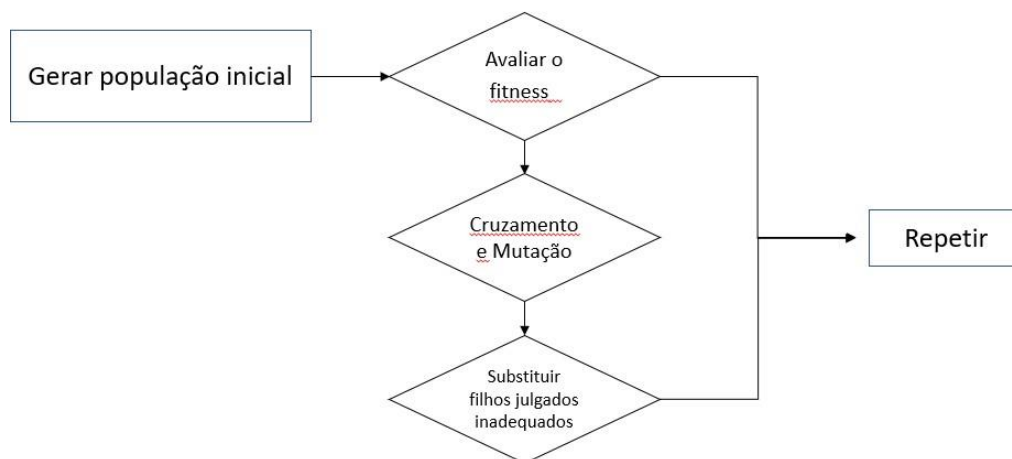 Gerar população inicial
Avaliar o
fitness
Cruzamento
e Mutação
Repetir
Substituir
filhos julgados
inadequados